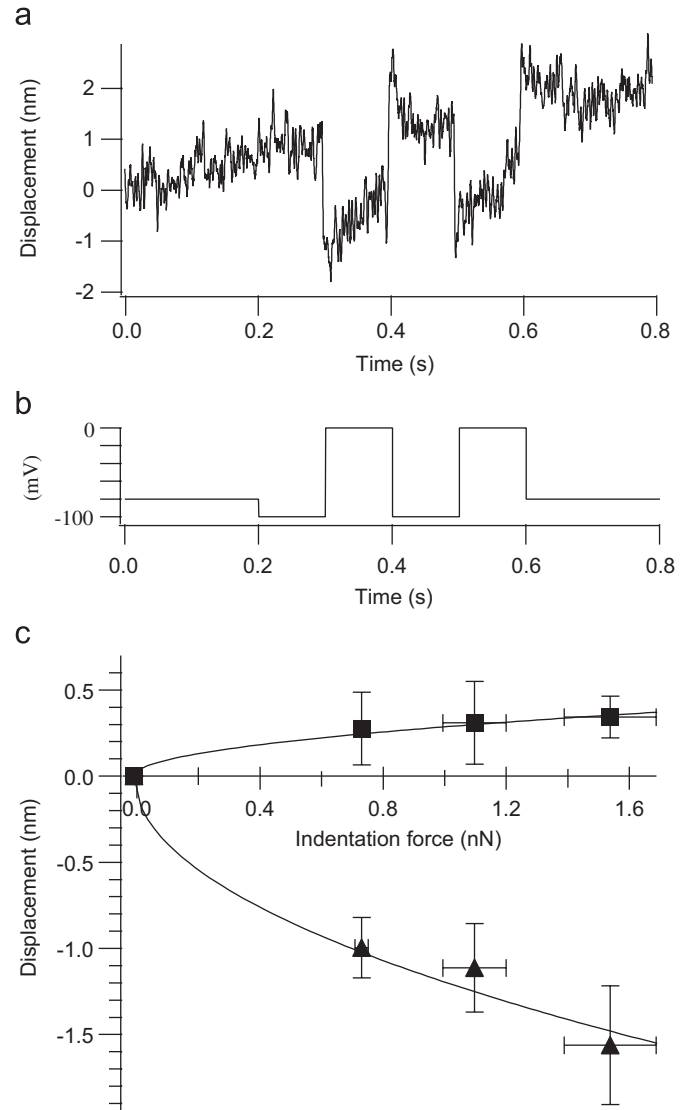 a
Displacement (nm)
2
1
0
-1
-2
0.0 0.2 0.4 0.6 0.8
Time (s)
b
(mV)
0
-100
0.0 0.2 0.4 0.6 0.8
Time (s)
c
Displacement (nm)
0.5
0.0
-0.5
-1.0
-1.5
0.0 0.4 0.8 1.2 1.6
Indentation force (nN)